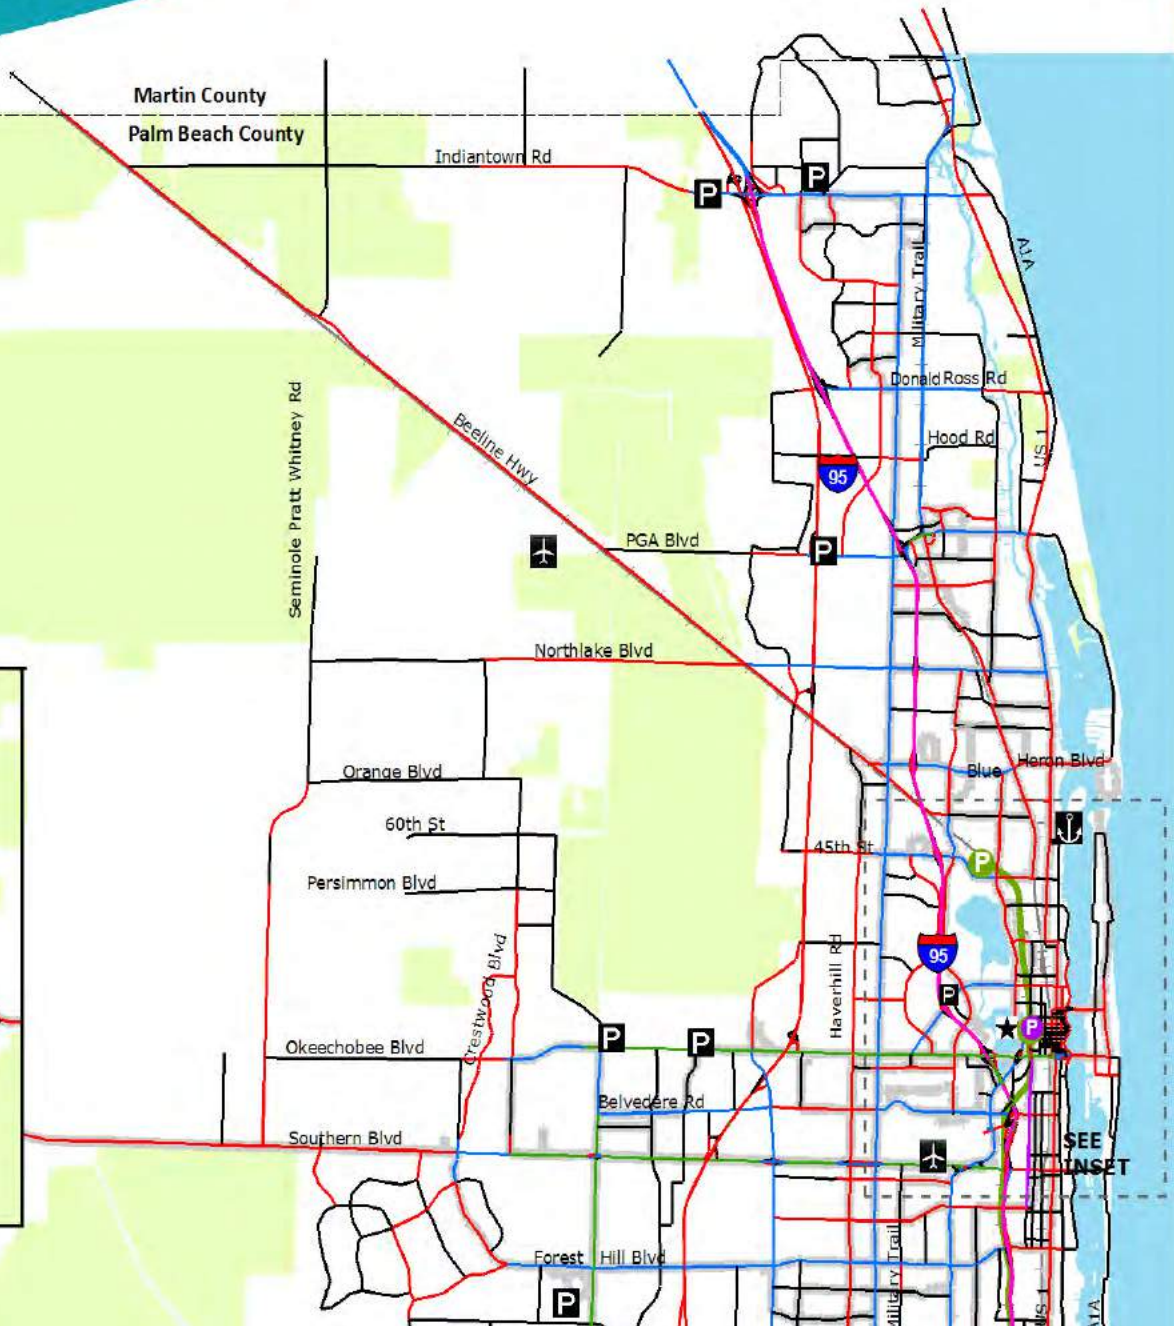 Martin County
Palm Beach County
Indiantown Rd
P
P
A1A
Military Trail
Donald Ross Rd
Seminole Pratt Whitney Rd
Beeline Hwy
Hood Rd
US 1
95
PGA Blvd
P
Northlake Blvd
Orange Blvd
Blue Heron Blvd
60th St
45th St
P
Persimmon Blvd
Crestwood Blvd
Haverhill Rd
95
P
P
Okeechobee Blvd
P
P
Belvedere Rd
Southern Blvd
SEE
INSET
Forest Hill Blvd
Military Trail
US 1
A1A
P